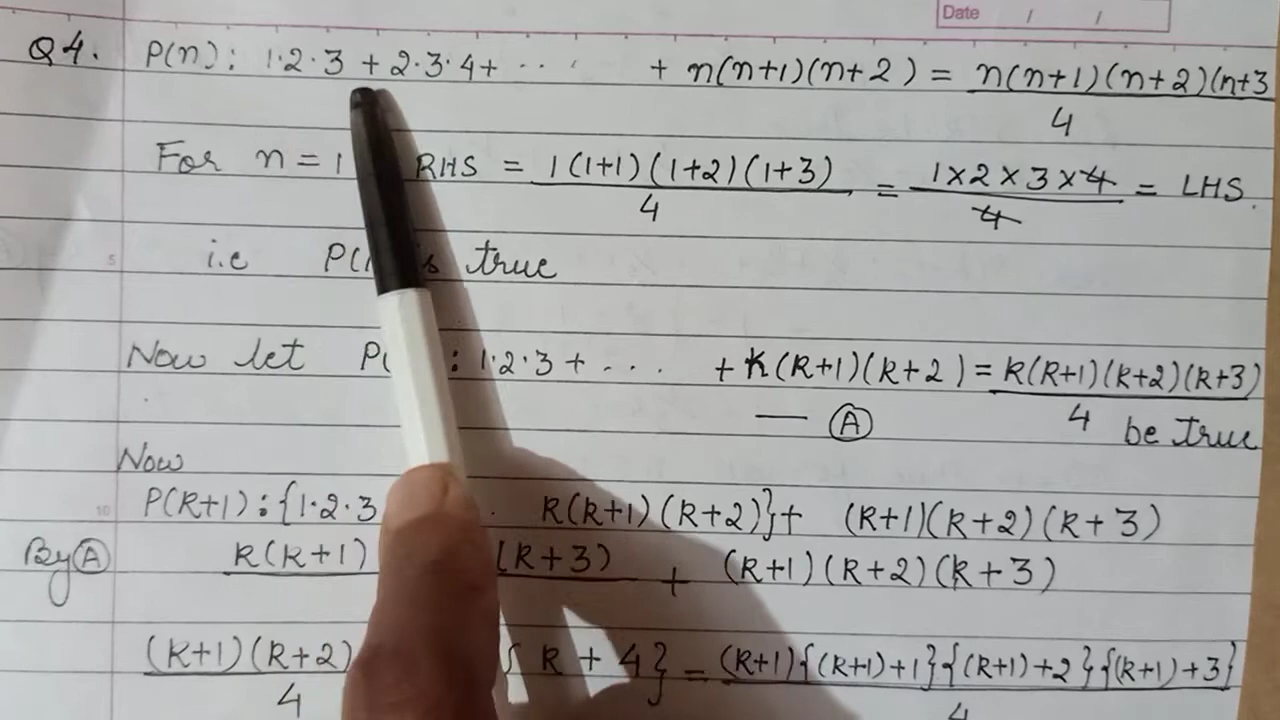 Date / /
Q4. P(n): 1·2·3 + 2·3·4 + · · · + n(n+1)(n+2) = n(n+1)(n+2)(n+3
4
For n = 1 RHS = 1(1+1)(1+2)(1+3) = 1×2×3×4 = LHS.
4 4
5 i.e P( is true
Now let P( : 1·2·3 + · · · + k(k+1)(k+2) = k(k+1)(k+2)(k+3)
— Ⓐ 4 be true
Now
10 P(k+1): {1·2·3 · k(k+1)(k+2)} + (k+1)(k+2)(k+3)
By Ⓐ k(k+1) (k+3) + (k+1)(k+2)(k+3)
(k+1)(k+2) { k + 4} = (k+1){(k+1)+1}{(k+1)+2}{(k+1)+3}
4 4